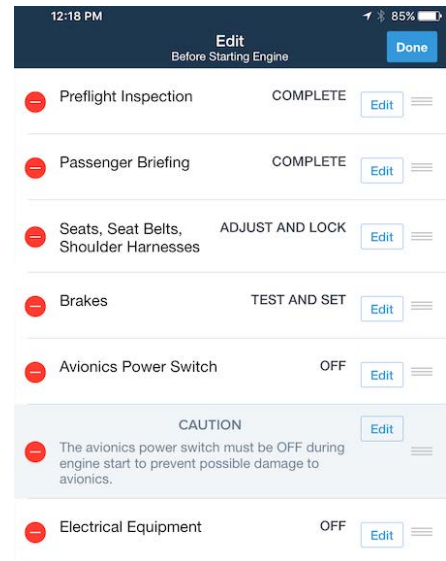 12:18 PM 85%
Edit
Before Starting Engine
Done
Preflight Inspection COMPLETE Edit
Passenger Briefing COMPLETE Edit
Seats, Seat Belts, ADJUST AND LOCK Edit
Shoulder Harnesses
Brakes TEST AND SET Edit
Avionics Power Switch OFF Edit
CAUTION Edit
The avionics power switch must be OFF during
engine start to prevent possible damage to
avionics.
Electrical Equipment OFF Edit